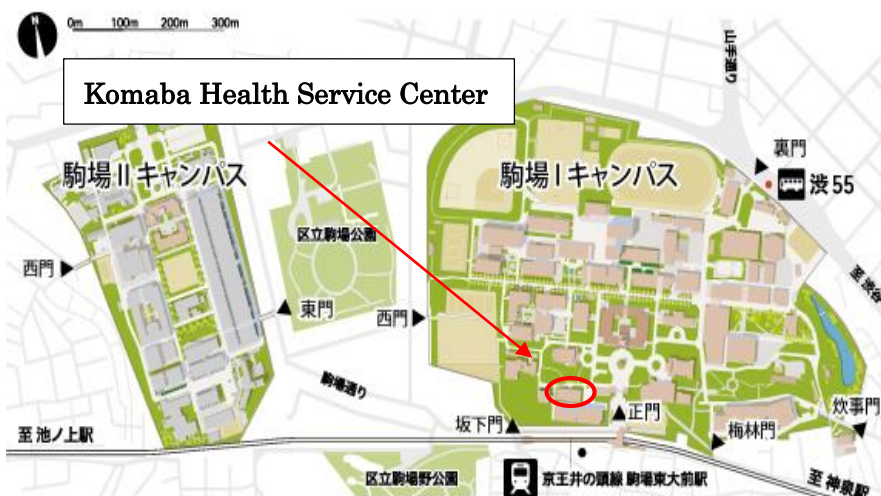 0m 100m 200m 300m
Komaba Health Service Center
山手通り
駒場Ⅱキャンパス
駒場Ⅰキャンパス
裏門
渋55
区立駒場公園
西門
東門
西門
至 渋谷
駒場通り
炊事門
坂下門
正門
梅林門
至 池ノ上駅
区立駒場野公園
京王井の頭線 駒場東大前駅
至 神泉駅